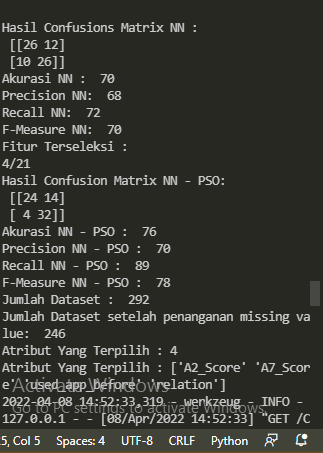 Hasil Confusions Matrix NN :
[[26 12]
[10 26]]
Akurasi NN :  70
Precision NN:  68
Recall NN:  72
F-Measure NN:  70
Fitur Terseleksi :
4/21
Hasil Confusion Matrix NN - PSO:
[[24 14]
[ 4 32]]
Akurasi NN - PSO :  76
Precision NN - PSO :  70
Recall NN - PSO :  89
F-Measure NN - PSO :  78
Jumlah Dataset :  292
Jumlah Dataset setelah penanganan missing va
lue:  246
Atribut Yang Terpilih : 4
Atribut Yang Terpilih : ['A2_Score' 'A7_Scor
e' 'used_app_before' 'relation']
Activate Windows
2022-04-08 14:52:33,319 - werkzeug - INFO -
Go to PC settings to activate Windows.
127.0.0.1 - - [08/Apr/2022 14:52:33] "GET /C
5, Col 5 Spaces: 4 UTF-8 CRLF Python